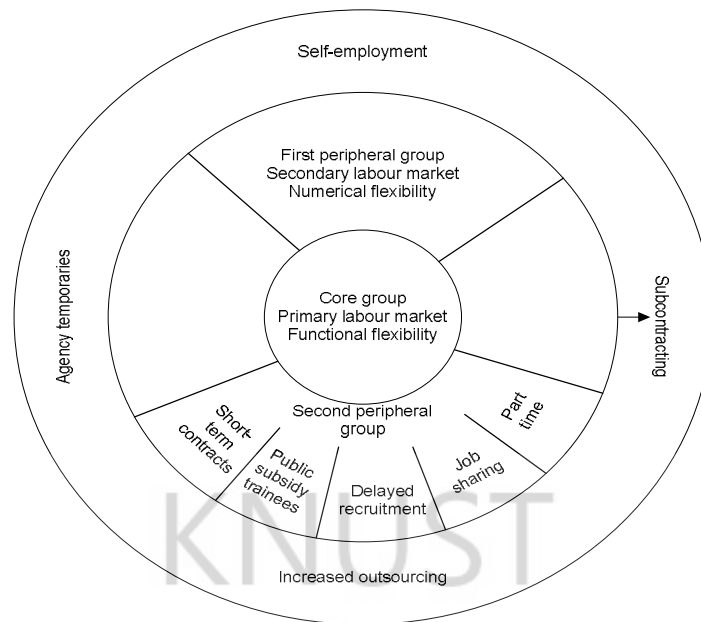 Self-employment
First peripheral group
Secondary labour market
Numerical flexibility
Agency temporaries
Core group
Primary labour market
Functional flexibility
Subcontracting
Second peripheral
group
Short-
term
contracts
Public
subsidy
trainees
Delayed
recruitment
Job
sharing
Part
time
Increased outsourcing
KNUST